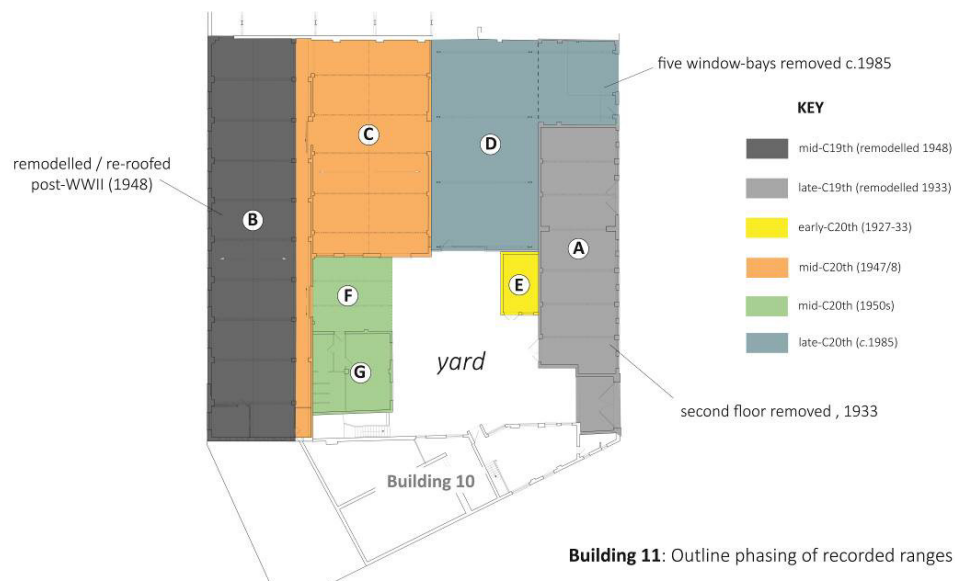 five window-bays removed c.1985
KEY
mid-C19th (remodelled 1948)
late-C19th (remodelled 1933)
early-C20th (1927-33)
mid-C20th (1947/8)
mid-C20th (1950s)
late-C20th (c.1985)
remodelled / re-roofed
post-WWII (1948)
B
C
D
A
E
F
G
yard
second floor removed , 1933
Building 10
Building 11: Outline phasing of recorded ranges